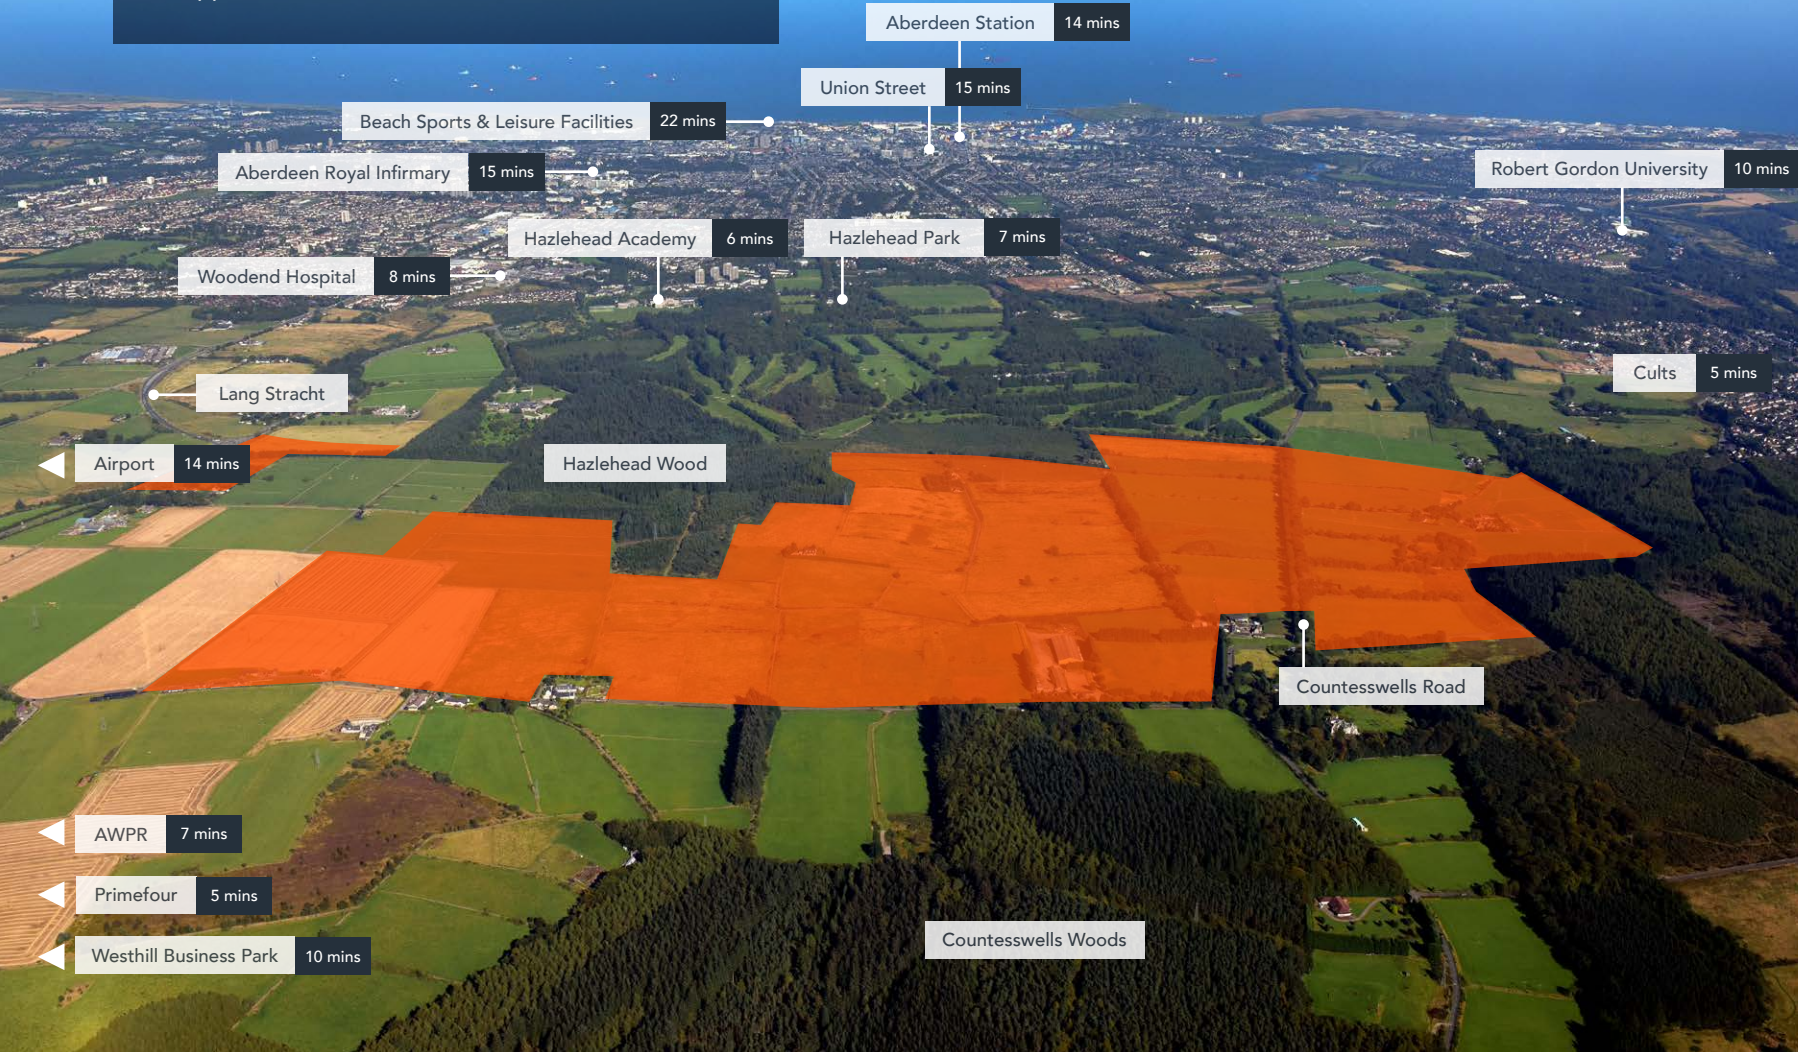 Aberdeen Station 14 mins
Union Street 15 mins
Beach Sports & Leisure Facilities 22 mins
Aberdeen Royal Infirmary 15 mins
Robert Gordon University 10 mins
Hazlehead Academy 6 mins
Hazlehead Park 7 mins
Woodend Hospital 8 mins
Cults 5 mins
Lang Stracht
Airport 14 mins
Hazlehead Wood
Countesswells Road
AWPR 7 mins
Primefour 5 mins
Countesswells Woods
Westhill Business Park 10 mins